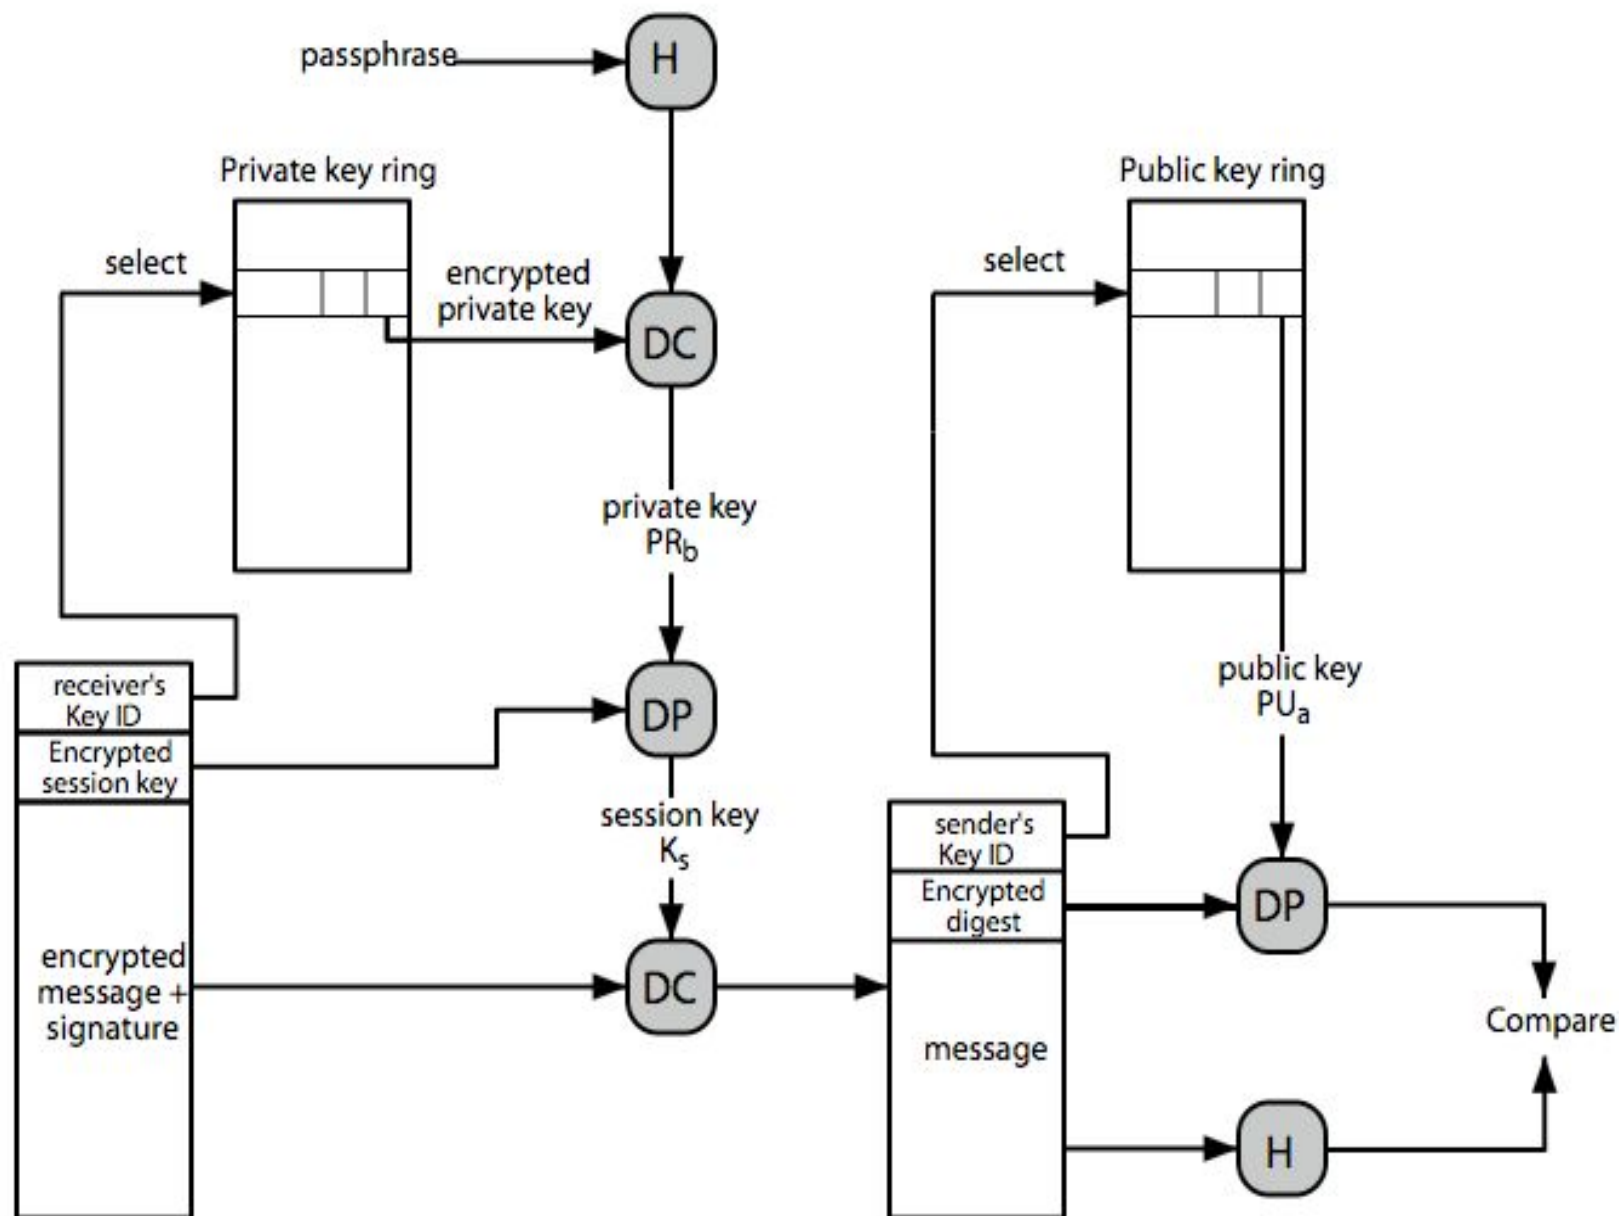 passphrase
H
Private key ring
Public key ring
select
encrypted
private key
select
DC
private key
PRb
receiver's
Key ID
Encrypted
session key
DP
public key
PUa
session key
Ks
sender's
Key ID
Encrypted
digest
DP
encrypted
message +
signature
DC
message
Compare
H